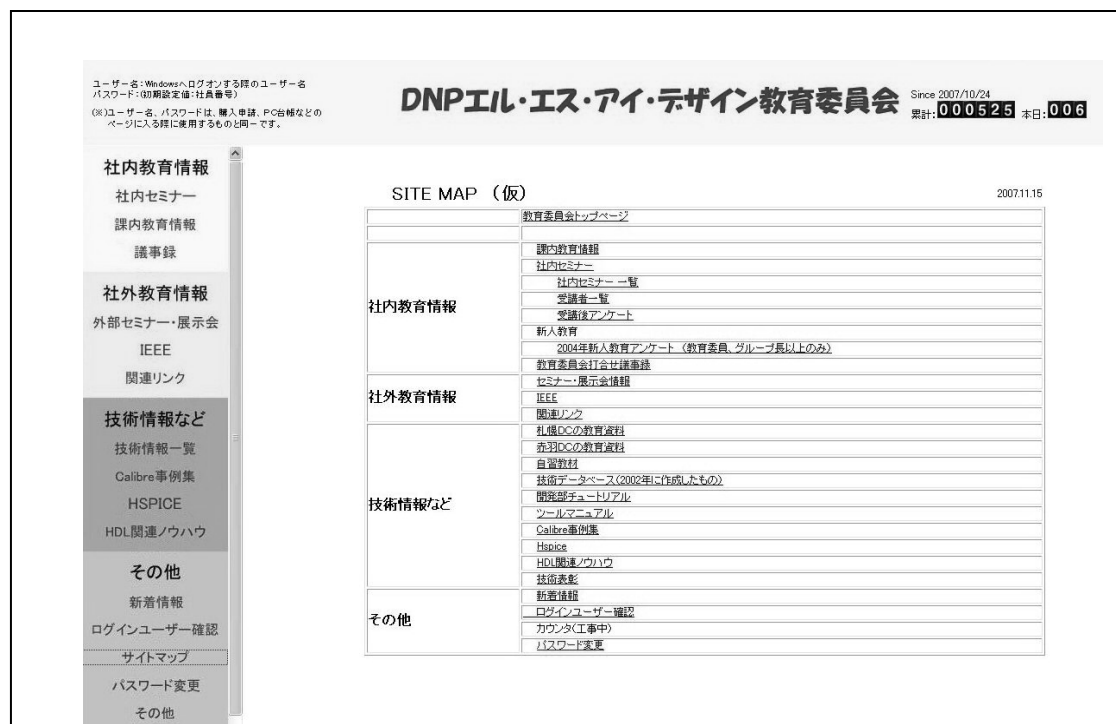 ユーザー名:Windowsへログオンする際のユーザー名
パスワード:(初期設定値:社員番号)
(※)ユーザー名、パスワードは、購入申請、PC台帳などの
ページに入る際に使用するものと同一です。
DNPエル・エス・アイ・デザイン教育委員会
Since 2007/10/24
累計:000525 本日:006
社内教育情報
社内セミナー
課内教育情報
議事録
社外教育情報
外部セミナー・展示会
IEEE
関連リンク
技術情報など
技術情報一覧
Calibre事例集
HSPICE
HDL関連ノウハウ
その他
新着情報
ログインユーザー確認
サイトマップ
パスワード変更
その他
SITE MAP (仮)
2007.11.15
教育委員会トップページ
社内教育情報
課内教育情報
社内セミナー
社内セミナー 一覧
受講者一覧
受講後アンケート
新人教育
2004年新人教育アンケート (教育委員、グループ長以上のみ)
教育委員会打合せ議事録
社外教育情報
セミナー・展示会情報
IEEE
関連リンク
技術情報など
札幌DCの教育資料
赤羽DCの教育資料
自習教材
技術データベース(2002年に作成したもの)
開発部チュートリアル
ツールマニュアル
Calibre事例集
Hspice
HDL関連ノウハウ
技術表彰
その他
新着情報
ログインユーザー確認
カウンタ(工事中)
パスワード変更